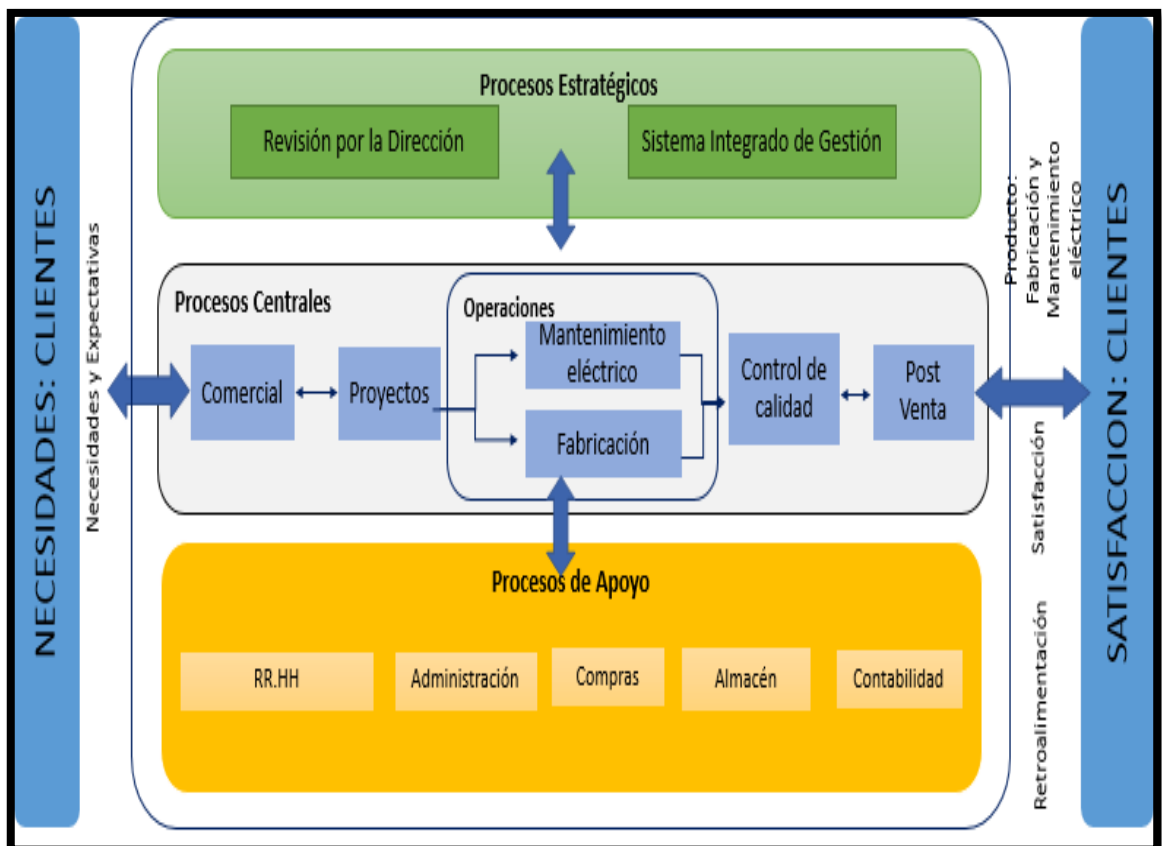 NECESIDADES: CLIENTES
Necesidades y Expectativas
Procesos Estratégicos
Revisión por la Dirección
Sistema Integrado de Gestión
Procesos Centrales
Operaciones
Comercial
Proyectos
Mantenimiento
eléctrico
Fabricación
Control de
calidad
Post
Venta
Procesos de Apoyo
RR.HH
Administración
Compras
Almacén
Contabilidad
Producto:
Fabricación y
Mantenimiento
eléctrico
Satisfacción
Retroalimentación
SATISFACCION: CLIENTES